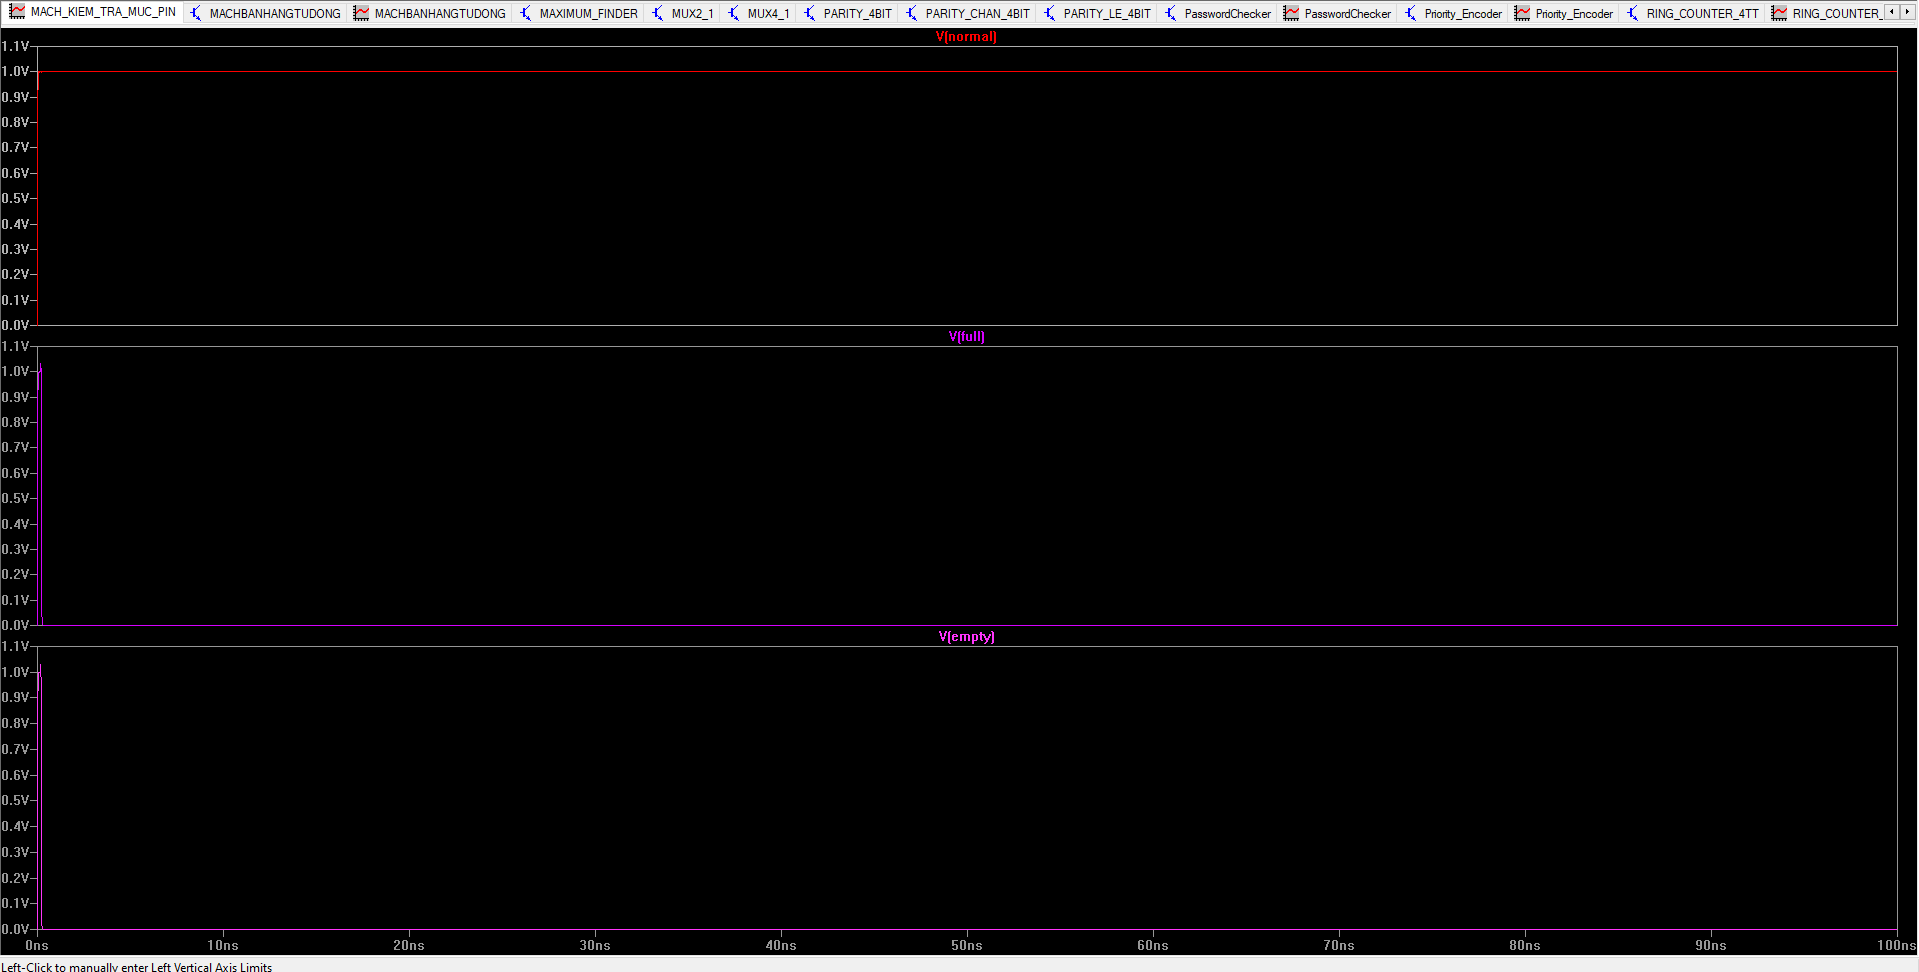 MACH_KIEM_TRA_MUC_PIN MACHBANHANGTUDONG MACHBANHANGTUDONG MAXIMUM_FINDER MUX2_1 MUX4_1 PARITY_4BIT PARITY_CHAN_4BIT PARITY_LE_4BIT PasswordChecker PasswordChecker Priority_Encoder Priority_Encoder RING_COUNTER_4TT RING_COUNTER_
V(normal)
1.1V
1.0V
0.9V
0.8V
0.7V
0.6V
0.5V
0.4V
0.3V
0.2V
0.1V
0.0V
V(full)
1.1V
1.0V
0.9V
0.8V
0.7V
0.6V
0.5V
0.4V
0.3V
0.2V
0.1V
0.0V
V(empty)
1.1V
1.0V
0.9V
0.8V
0.7V
0.6V
0.5V
0.4V
0.3V
0.2V
0.1V
0.0V
0ns 10ns 20ns 30ns 40ns 50ns 60ns 70ns 80ns 90ns 100ns
Left-Click to manually enter Left Vertical Axis Limits